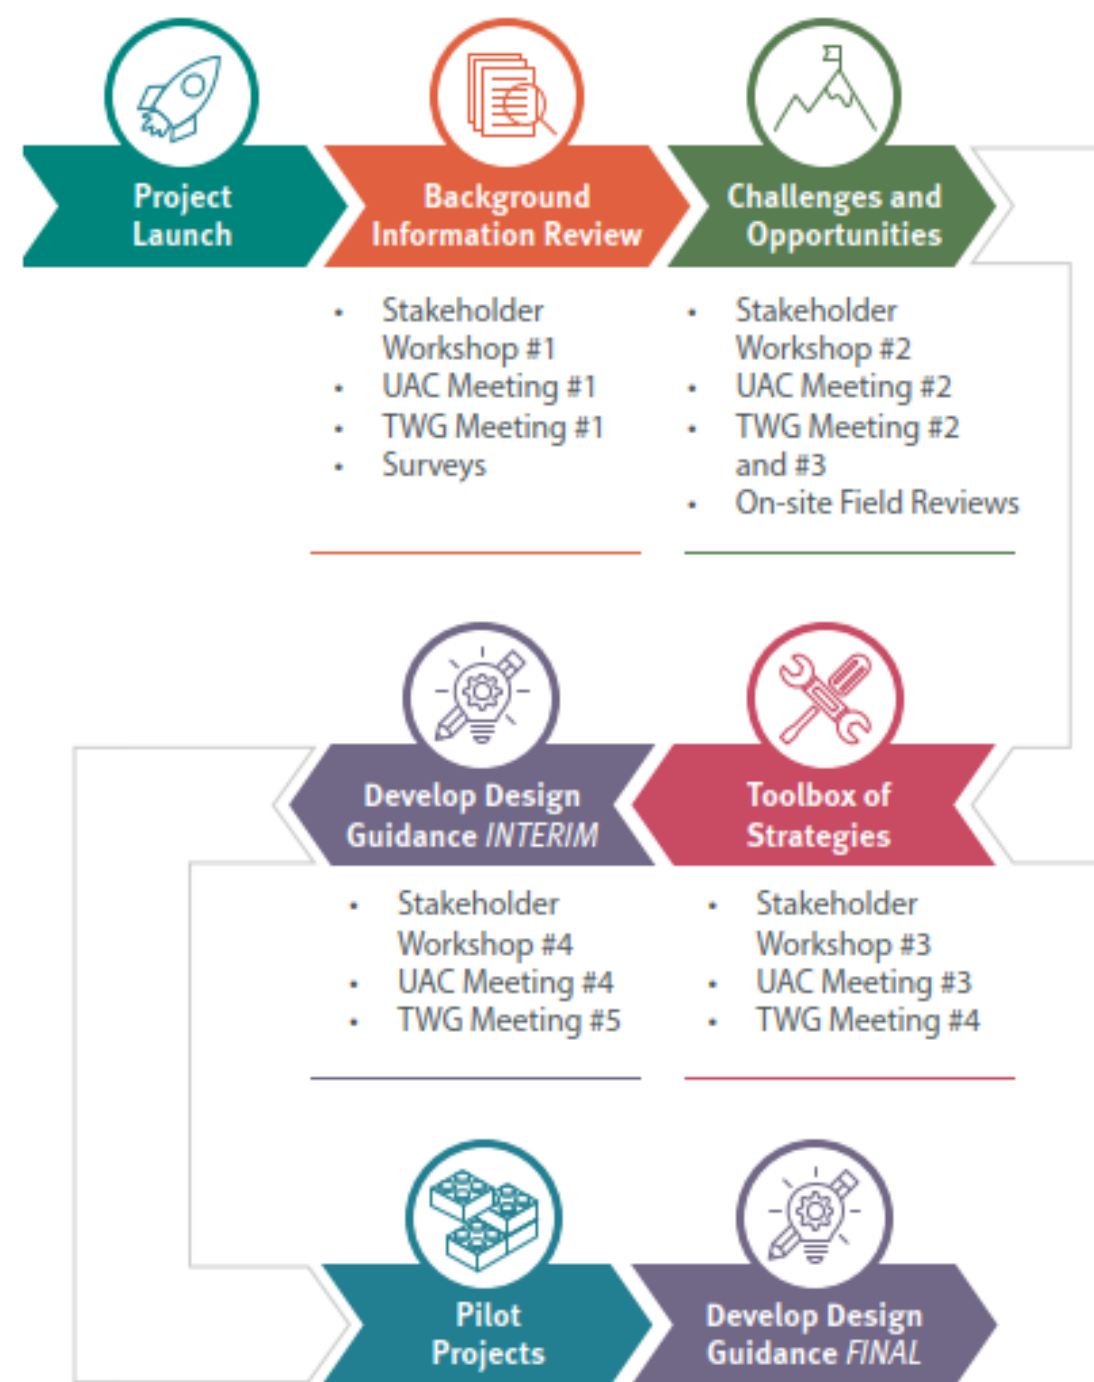 Project
Launch
Background
Information Review
Challenges and
Opportunities
• Stakeholder
Workshop #1
• UAC Meeting #1
• TWG Meeting #1
• Surveys
• Stakeholder
Workshop #2
• UAC Meeting #2
• TWG Meeting #2
and #3
• On-site Field Reviews
Toolbox of
Strategies
• Stakeholder
Workshop #3
• UAC Meeting #3
• TWG Meeting #4
Develop Design
Guidance INTERIM
• Stakeholder
Workshop #4
• UAC Meeting #4
• TWG Meeting #5
Pilot
Projects
Develop Design
Guidance FINAL